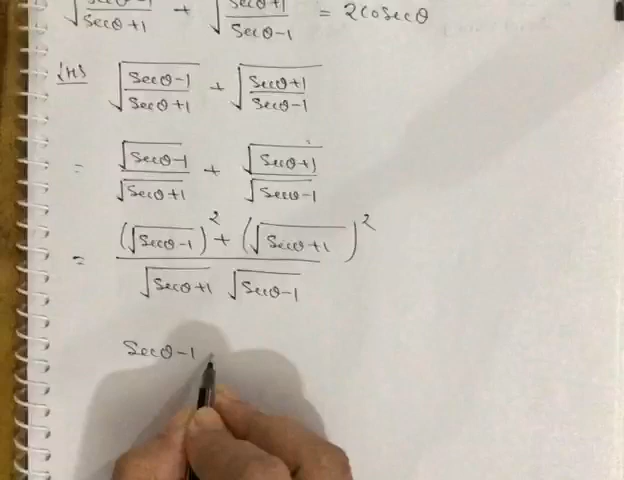 √(secθ-1)/(secθ+1) + √(secθ+1)/(secθ-1) = 2cosecθ
LHS √(secθ-1)/(secθ+1) + √(secθ+1)/(secθ-1)
= √(secθ-1)/√(secθ+1) + √(secθ+1)/√(secθ-1)
= (√(secθ-1))² + (√(secθ+1))² / √(secθ+1) √(secθ-1)
secθ-1